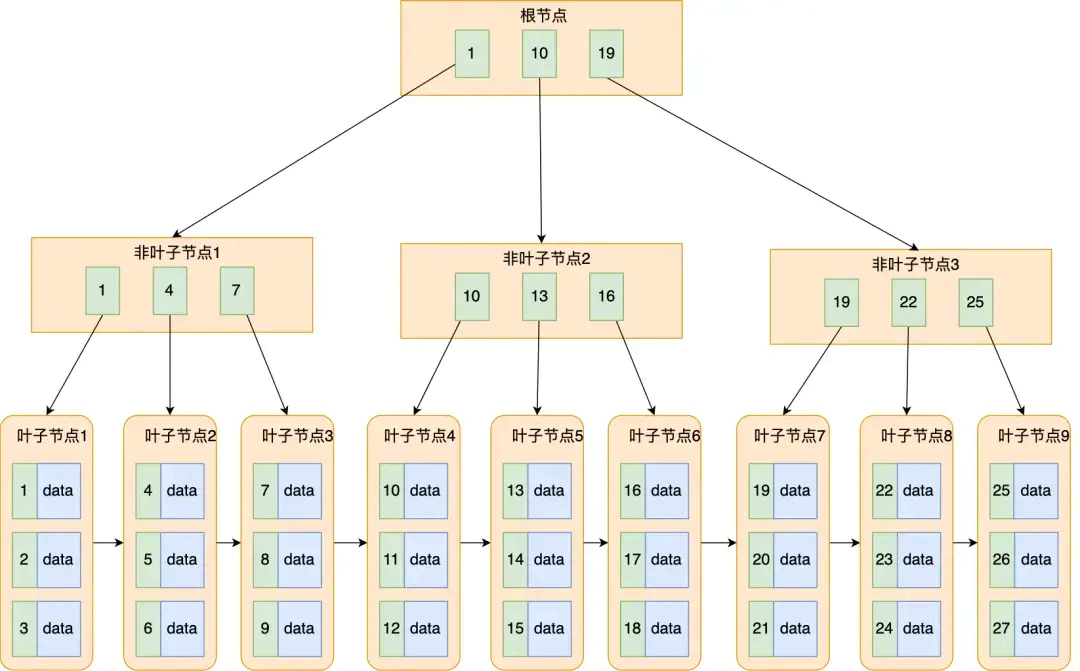 根节点
1 10 19
非叶子节点1
1 4 7
非叶子节点2
10 13 16
非叶子节点3
19 22 25
叶子节点1
1 data
2 data
3 data
叶子节点2
4 data
5 data
6 data
叶子节点3
7 data
8 data
9 data
叶子节点4
10 data
11 data
12 data
叶子节点5
13 data
14 data
15 data
叶子节点6
16 data
17 data
18 data
叶子节点7
19 data
20 data
21 data
叶子节点8
22 data
23 data
24 data
叶子节点9
25 data
26 data
27 data